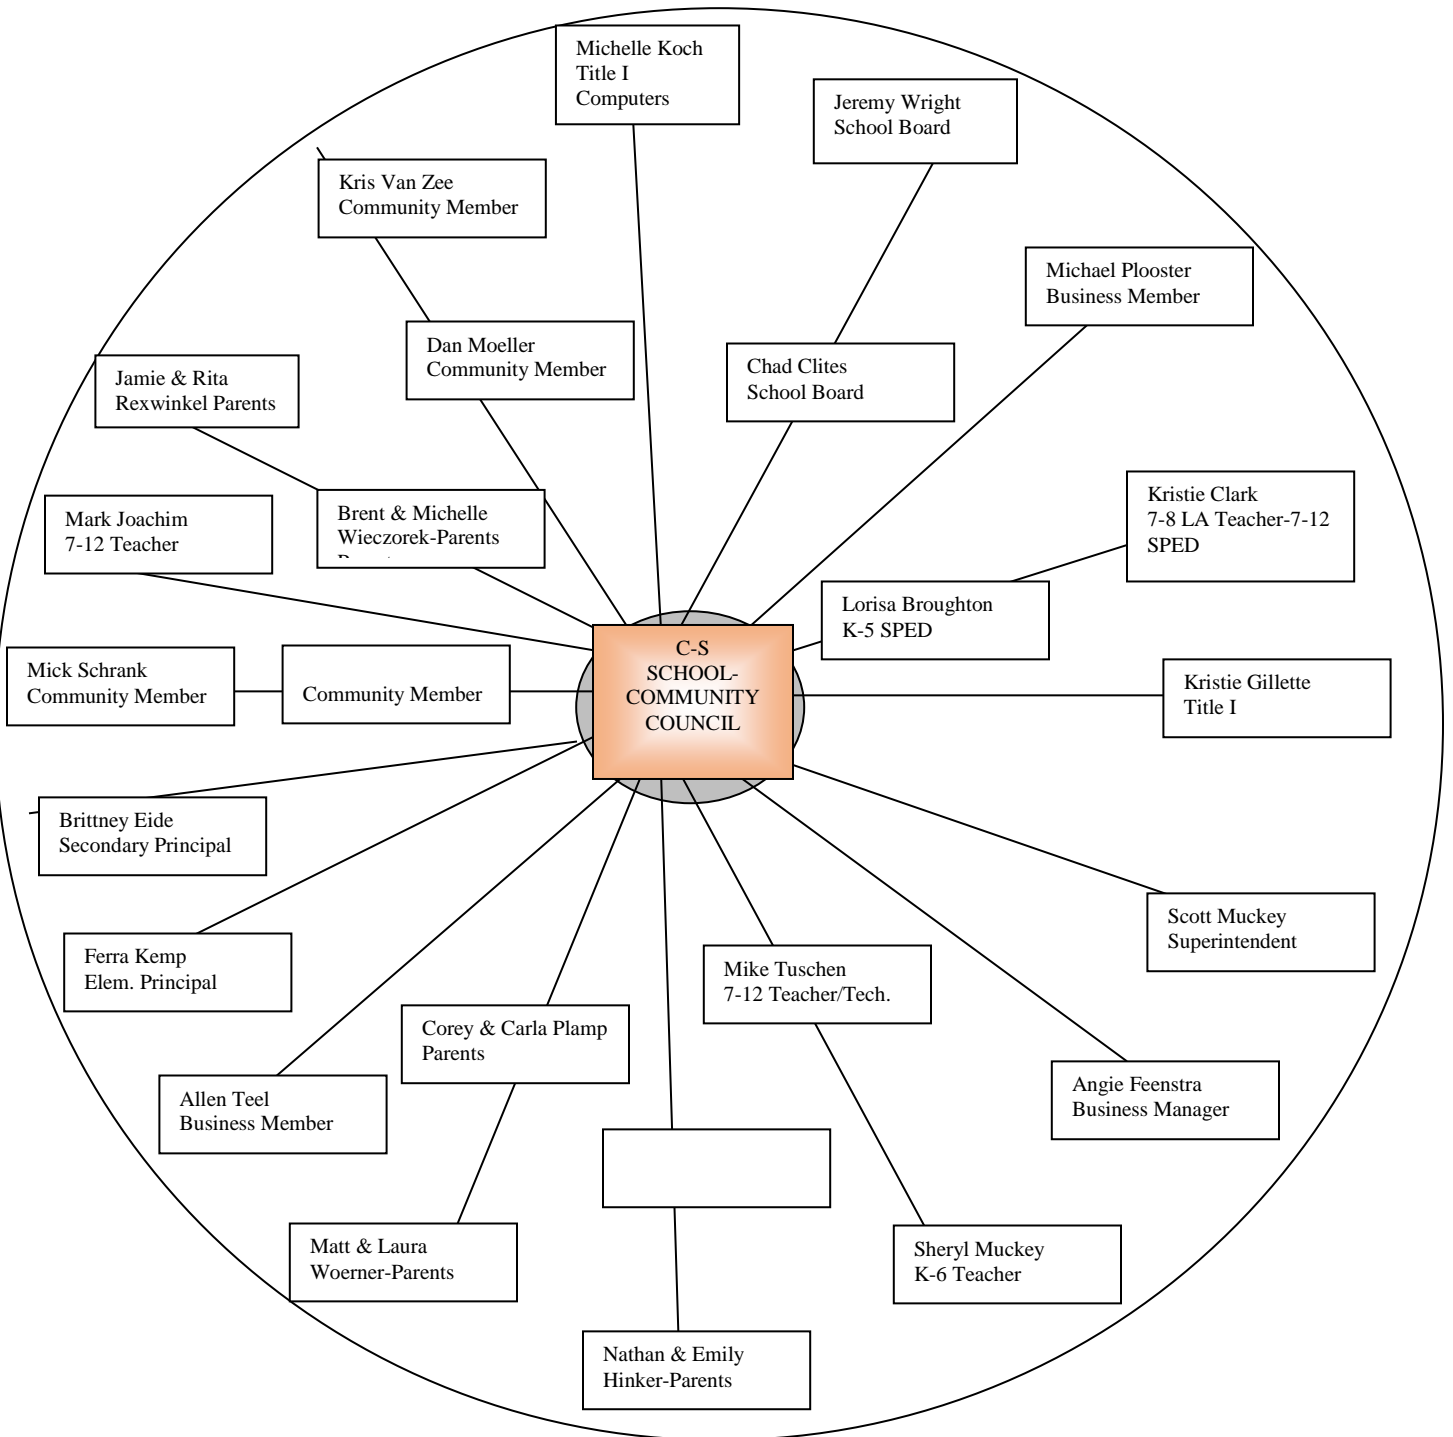 Michelle Koch
Title I
Computers
Jeremy Wright
School Board
Kris Van Zee
Community Member
Michael Plooster
Business Member
Dan Moeller
Community Member
Chad Clites
School Board
Jamie & Rita
Rexwinkel Parents
Kristie Clark
7-8 LA Teacher-7-12
SPED
Mark Joachim
7-12 Teacher
Brent & Michelle
Wieczorek-Parents
Lorisa Broughton
K-5 SPED
C-S
SCHOOL-
COMMUNITY
COUNCIL
Mick Schrank
Community Member
Community Member
Kristie Gillette
Title I
Brittney Eide
Secondary Principal
Scott Muckey
Superintendent
Ferra Kemp
Elem. Principal
Mike Tuschen
7-12 Teacher/Tech.
Corey & Carla Plamp
Parents
Allen Teel
Business Member
Angie Feenstra
Business Manager
Matt & Laura
Woerner-Parents
Sheryl Muckey
K-6 Teacher
Nathan & Emily
Hinker-Parents